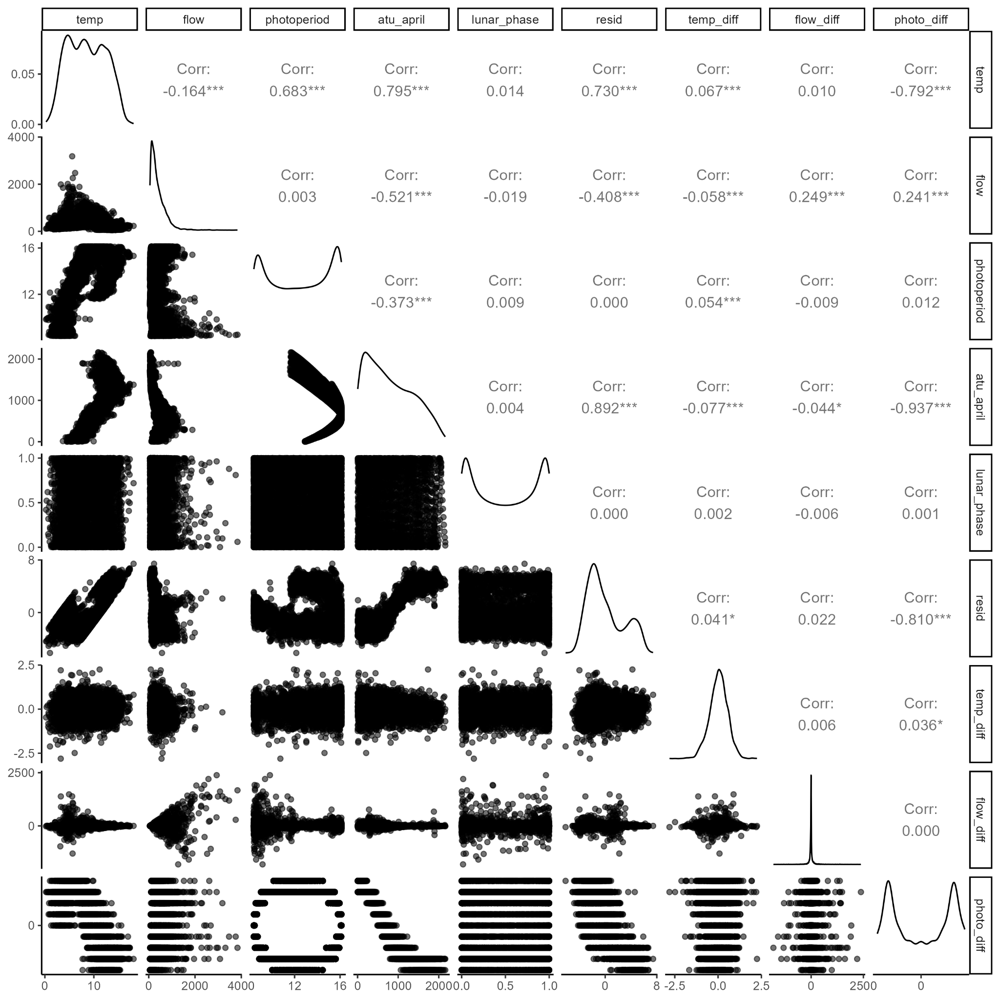 temp flow photoperiod atu_april lunar_phase resid temp_diff flow_diff photo_diff
Corr: Corr: Corr: Corr: Corr: Corr: Corr: Corr:
0.05 -0.164*** 0.683*** 0.795*** 0.014 0.730*** 0.067*** 0.010 -0.792*** temp
0.00
4000
Corr: Corr: Corr: Corr: Corr: Corr: Corr:
2000 0.003 -0.521*** -0.019 -0.408*** -0.058*** 0.249*** 0.241*** flow
0
16
Corr: Corr: Corr: Corr: Corr: Corr:
12 -0.373*** 0.009 0.000 0.054*** -0.009 0.012 photoperiod
2000
Corr: Corr: Corr: Corr: Corr:
1000 0.004 0.892*** -0.077*** -0.044* -0.937*** atu_april
0
1.0
Corr: Corr: Corr: Corr:
0.5 0.000 0.002 -0.006 0.001 lunar_phase
0.0
8
Corr: Corr: Corr:
0 0.041* 0.022 -0.810*** resid
2.5
Corr: Corr:
0.0 0.006 0.036* temp_diff
-2.5
2500
Corr:
0 0.000 flow_diff
0 photo_diff
0 10 0 2000 4000 12 16 0 1000 2000 0.0 0.5 1.0 0 8 -2.5 0.0 2.5 0 2500 0